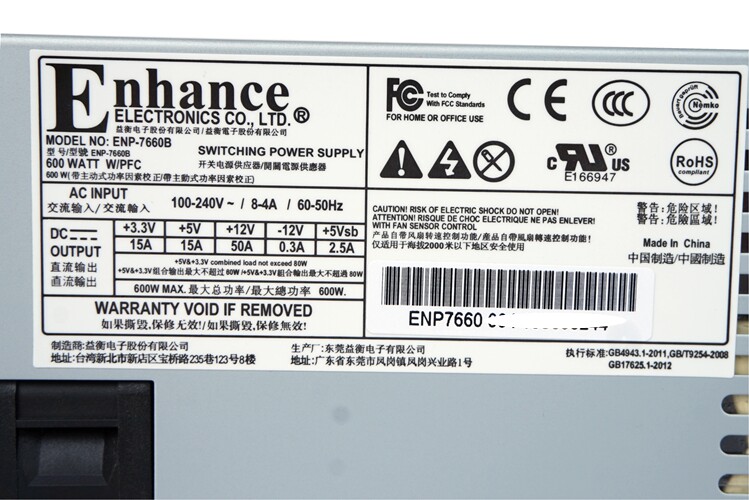 Enhance ®
ELECTRONICS CO., LTD.
益衡电子股份有限公司/益衡電子股份有限公司
MODEL NO: ENP-7660B
型 号/型號 ENP-7660B
SWITCHING POWER SUPPLY
600 WATT W/PFC
开关电源供应器/開關電源供應器
600 W(带主动式功率因素校正/帶主動式功率因素校正)
AC INPUT
交流输入/ 交流輸入
100-240V ~ / 8-4A / 60-50Hz
DC
OUTPUT
直流输出
直流輸出
+3.3V +5V +12V -12V +5Vsb
15A 15A 50A 0.3A 2.5A
+5V&+3.3V combined load not exceed 80W
+5V&+3.3V组合输出最大不超过 80W /+5V&+3.3V組合輸出最大不超過 80W
600W MAX. 最大总功率/ 最大總功率 600W.
WARRANTY VOID IF REMOVED
如果撕毁,保修无效!/ 如果撕毀,保修無效!
FC Test to Comply
With FCC Standards
FOR HOME OR OFFICE USE
CE
CCC
Nemko
c RU US
E166947
RoHS
compliant
CAUTION! RISK OF ELECTRIC SHOCK DO NOT OPEN!
ATTENTION! RISQUE DE CHOC ELECTRIQUE NE PAS ENLEVER!
WITH FAN SENSOR CONTROL
产品自带风扇转速控制功能/產品自帶風扇轉速控制功能!
仅适用于海拔2000米以下地区安全使用
警告: 危险区域!
警告: 危險區域!
Made In China
中国制造/中國製造
ENP7660
制造商: 益衡电子股份有限公司
地址: 台湾新北市新店区宝桥路235巷123号8楼
生产厂: 东莞益衡电子有限公司
地址: 广东省东莞市凤岗镇凤岗兴业路1号
执行标准: GB4943.1-2011,GB/T9254-2008
GB17625.1-2012